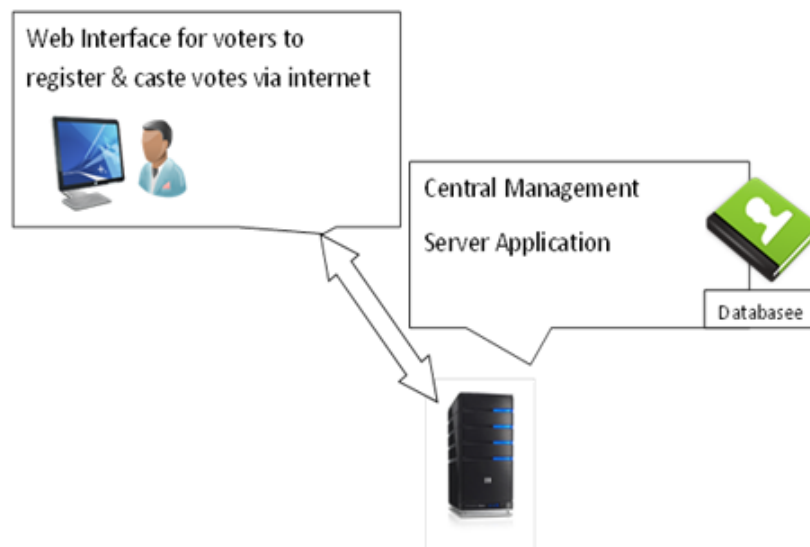 Web Interface for voters to
register & caste votes via internet
Central Management
Server Application
Databasee